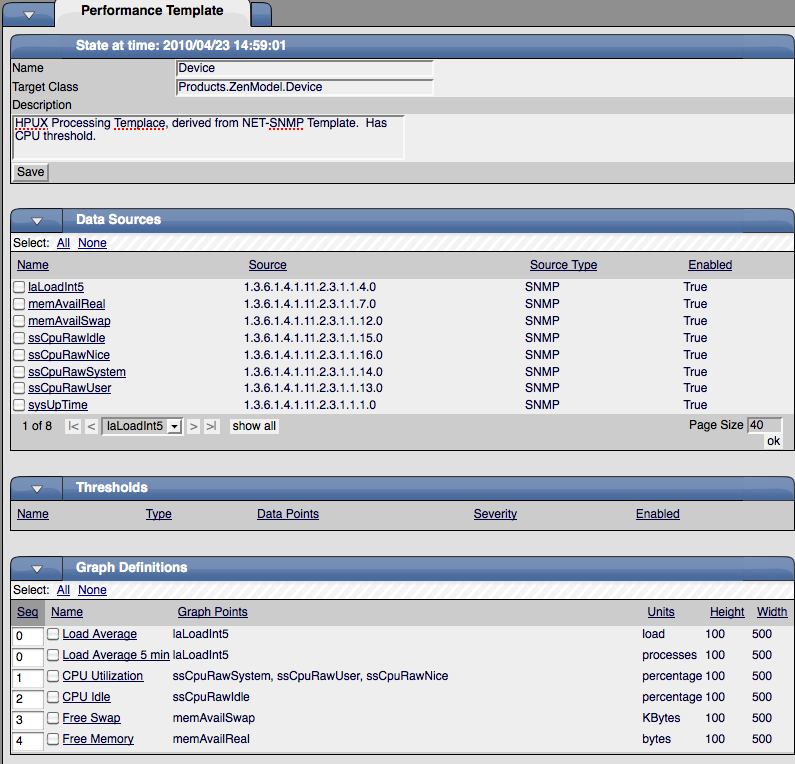 Performance Template
State at time: 2010/04/23 14:59:01
Name Device
Target Class Products.ZenModel.Device
Description
HPUX Processing Templace, derived from NET-SNMP Template. Has
CPU threshold.
Save
Data Sources
Select: All None
Name Source Source Type Enabled
laLoadInt5 1.3.6.1.4.1.11.2.3.1.1.4.0 SNMP True
memAvailReal 1.3.6.1.4.1.11.2.3.1.1.7.0 SNMP True
memAvailSwap 1.3.6.1.4.1.11.2.3.1.1.12.0 SNMP True
ssCpuRawIdle 1.3.6.1.4.1.11.2.3.1.1.15.0 SNMP True
ssCpuRawNice 1.3.6.1.4.1.11.2.3.1.1.16.0 SNMP True
ssCpuRawSystem 1.3.6.1.4.1.11.2.3.1.1.14.0 SNMP True
ssCpuRawUser 1.3.6.1.4.1.11.2.3.1.1.13.0 SNMP True
sysUpTime 1.3.6.1.4.1.11.2.3.1.1.1.0 SNMP True
1 of 8 |< < laLoadInt5 > >| show all Page Size 40
ok
Thresholds
Name Type Data Points Severity Enabled
Graph Definitions
Select: All None
Seq Name Graph Points Units Height Width
0 Load Average laLoadInt5 load 100 500
0 Load Average 5 min laLoadInt5 processes 100 500
1 CPU Utilization ssCpuRawSystem, ssCpuRawUser, ssCpuRawNice percentage 100 500
2 CPU Idle ssCpuRawIdle percentage 100 500
3 Free Swap memAvailSwap KBytes 100 500
4 Free Memory memAvailReal bytes 100 500